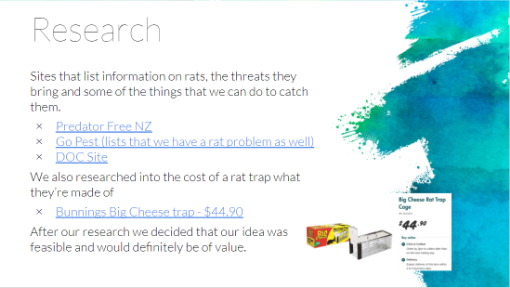 Research
Sites that list information on rats, the threats they
bring and some of the things that we can do to catch
them.
× Predator Free NZ
× Go Pest (lists that we have a rat problem as well)
× DOC Site
We also researched into the cost of a rat trap what
they're made of
× Bunnings Big Cheese trap - $44.90
After our research we decided that our idea was
feasible and would definitely be of value.
Big Cheese Rat Trap
Cage
$44.90